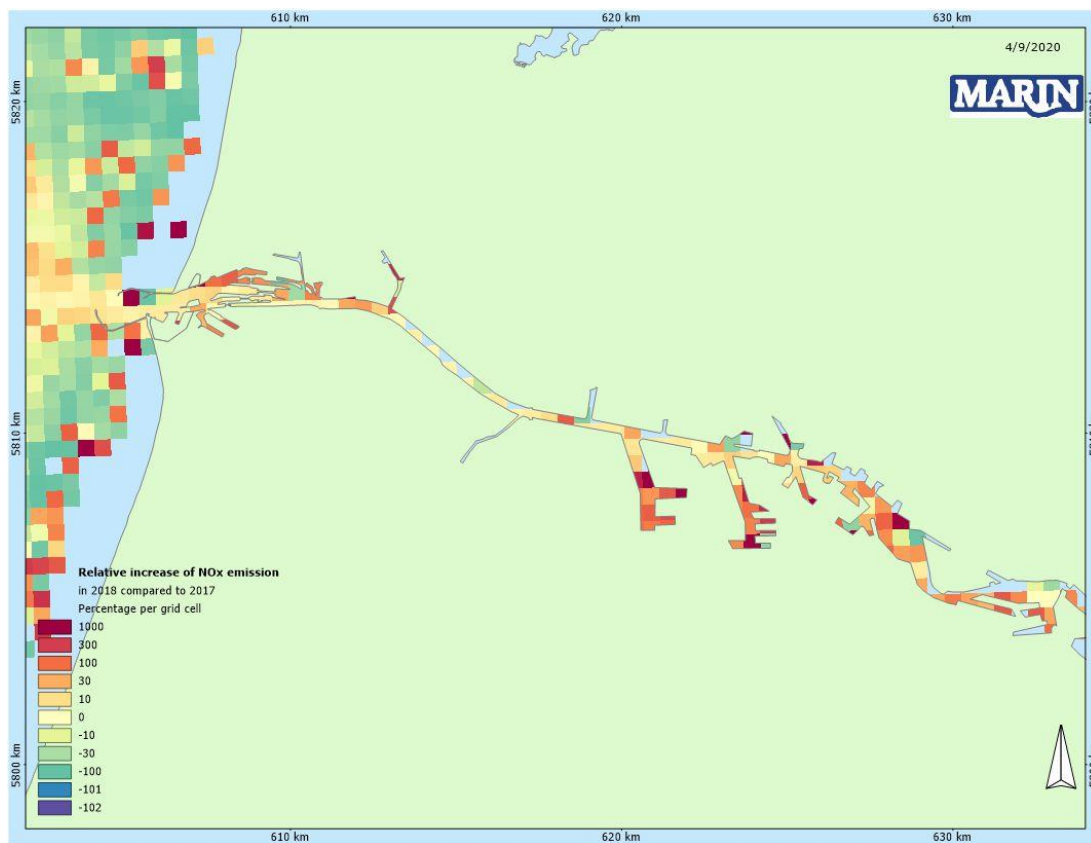 610 km
620 km
630 km
4/9/2020
MARIN
5820 km
5810 km
5800 km
Relative increase of NOx emission
in 2018 compared to 2017
Percentage per grid cell
1000
300
100
30
10
0
-10
-30
-100
-101
-102
610 km
620 km
630 km